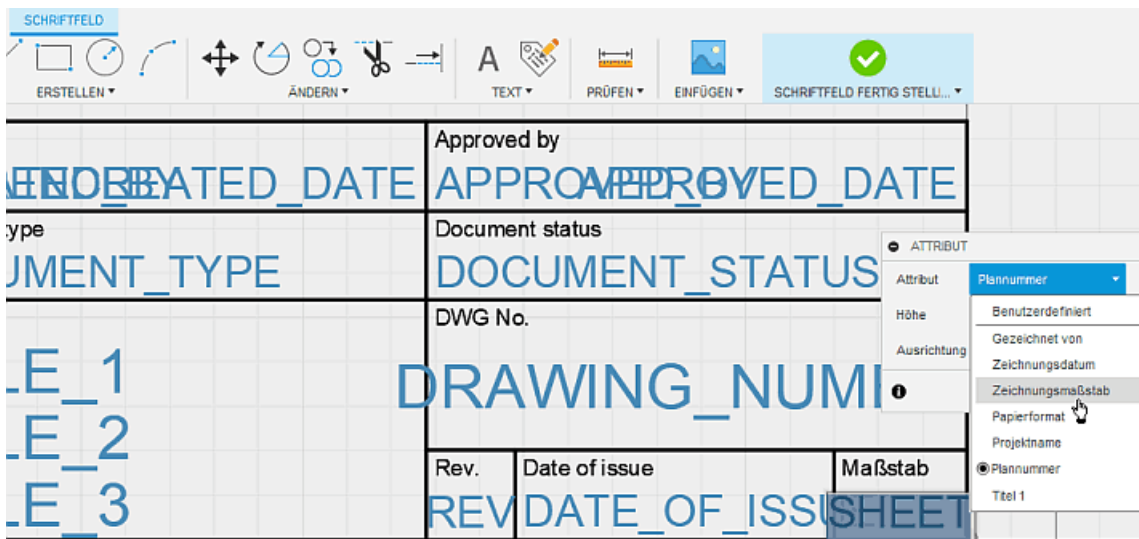 SCHRIFTFELD
A
ERSTELLEN ▾ ÄNDERN ▾ TEXT ▾ PRÜFEN ▾ EINFÜGEN ▾ SCHRIFTFELD FERTIG STELL... ▾
Approved by
ATED_DATE APPROVED_DATE
ype Document status
UMENT_TYPE DOCUMENT_STATUS
ATTRIBUT
Attribut Plannummer
Höhe
Ausrichtung
Benutzerdefiniert
Gezeichnet von
Zeichnungsdatum
Zeichnungsmaßstab
Papierformat
Projektname
Plannummer
Titel 1
DWG No.
LE_1 DRAWING_NUM
LE_2
Rev. Date of issue Maßstab
LE_3 REV DATE_OF_ISSU SHEET